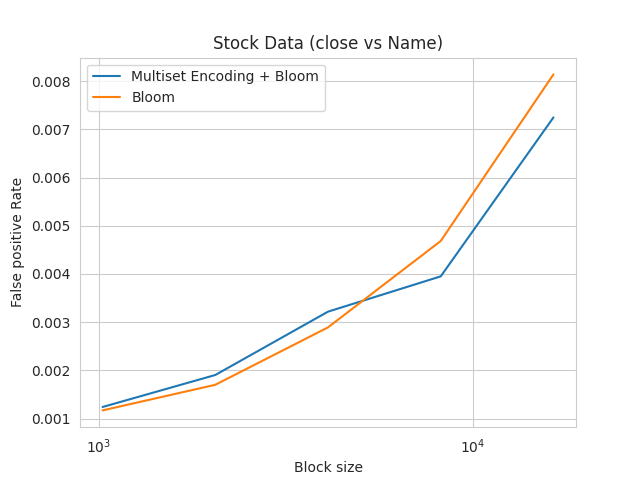 Stock Data (close vs Name)
Multiset Encoding + Bloom
Bloom
0.008
0.007
0.006
0.005
0.004
0.003
0.002
0.001
False positive Rate
10³
10⁴
Block size